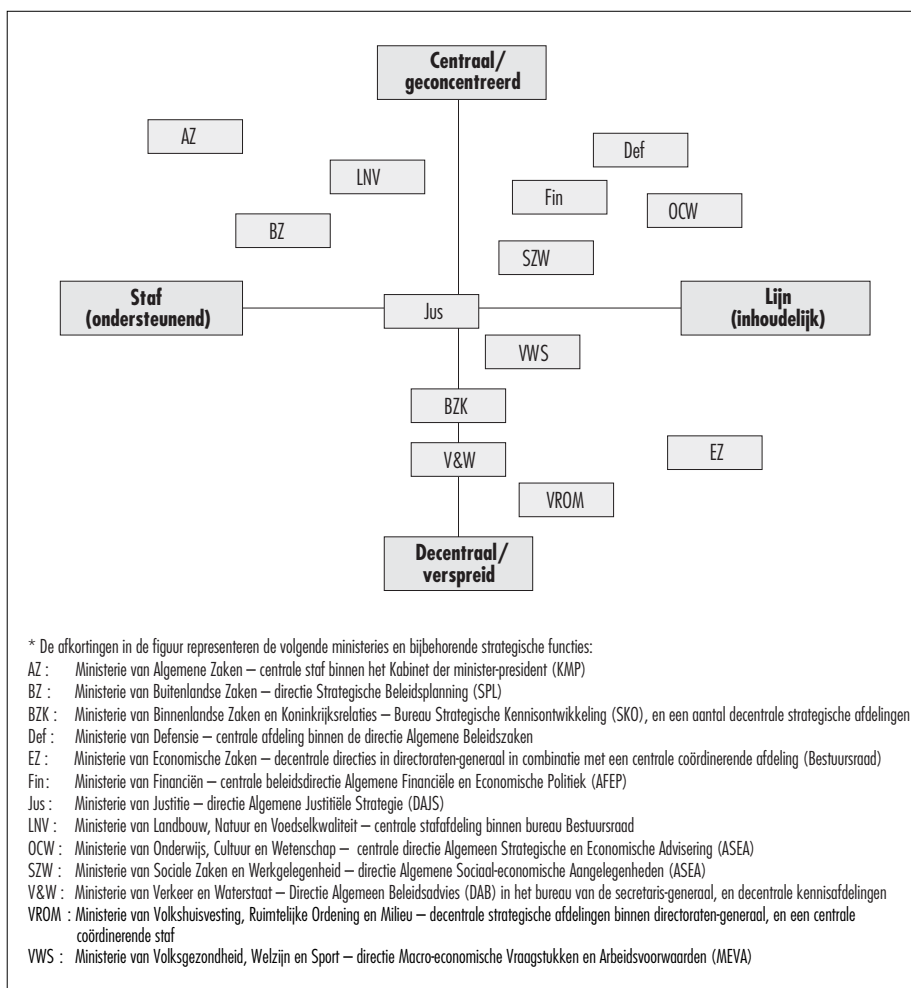 Centraal/
geconcentreerd
AZ
Def
LNV
Fin
OCW
BZ
SZW
Staf
(ondersteunend)
Jus
Lijn
(inhoudelijk)
VWS
BZK
V&W
EZ
VROM
Decentraal/
verspreid
* De afkortingen in de figuur representeren de volgende ministeries en bijbehorende strategische functies:
AZ : Ministerie van Algemene Zaken – centrale staf binnen het Kabinet der minister-president (KMP)
BZ : Ministerie van Buitenlandse Zaken – directie Strategische Beleidsplanning (SPL)
BZK : Ministerie van Binnenlandse Zaken en Koninkrijksrelaties – Bureau Strategische Kennisontwikkeling (SKO), en een aantal decentrale strategische afdelingen
Def : Ministerie van Defensie – centrale afdeling binnen de directie Algemene Beleidszaken
EZ : Ministerie van Economische Zaken – decentrale directies in directoraten-generaal in combinatie met een centrale coördinerende afdeling (Bestuursraad)
Fin : Ministerie van Financiën – centrale beleidsdirectie Algemene Financiële en Economische Politiek (AFEP)
Jus : Ministerie van Justitie – directie Algemene Justitiële Strategie (DAJS)
LNV : Ministerie van Landbouw, Natuur en Voedselkwaliteit – centrale stafafdeling binnen bureau Bestuursraad
OCW : Ministerie van Onderwijs, Cultuur en Wetenschap – centrale directie Algemeen Strategische en Economische Advisering (ASEA)
SZW : Ministerie van Sociale Zaken en Werkgelegenheid – directie Algemene Sociaal-economische Aangelegenheden (ASEA)
V&W : Ministerie van Verkeer en Waterstaat – Directie Algemeen Beleidsadvies (DAB) in het bureau van de secretaris-generaal, en decentrale kennisafdelingen
VROM : Ministerie van Volkshuisvesting, Ruimtelijke Ordening en Milieu – decentrale strategische afdelingen binnen directoraten-generaal, en een centrale
coördinerende staf
VWS : Ministerie van Volksgezondheid, Welzijn en Sport – directie Macro-economische Vraagstukken en Arbeidsvoorwaarden (MEVA)